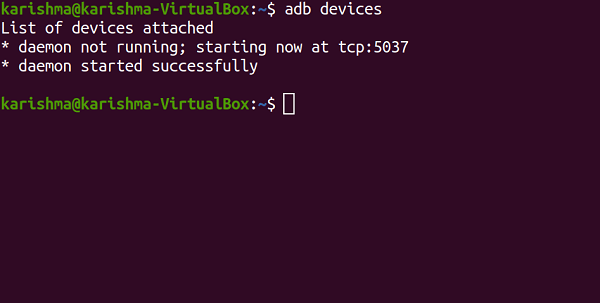 karishma@karishma-VirtualBox:~$ adb devices
List of devices attached
* daemon not running; starting now at tcp:5037
* daemon started successfully
karishma@karishma-VirtualBox:~$